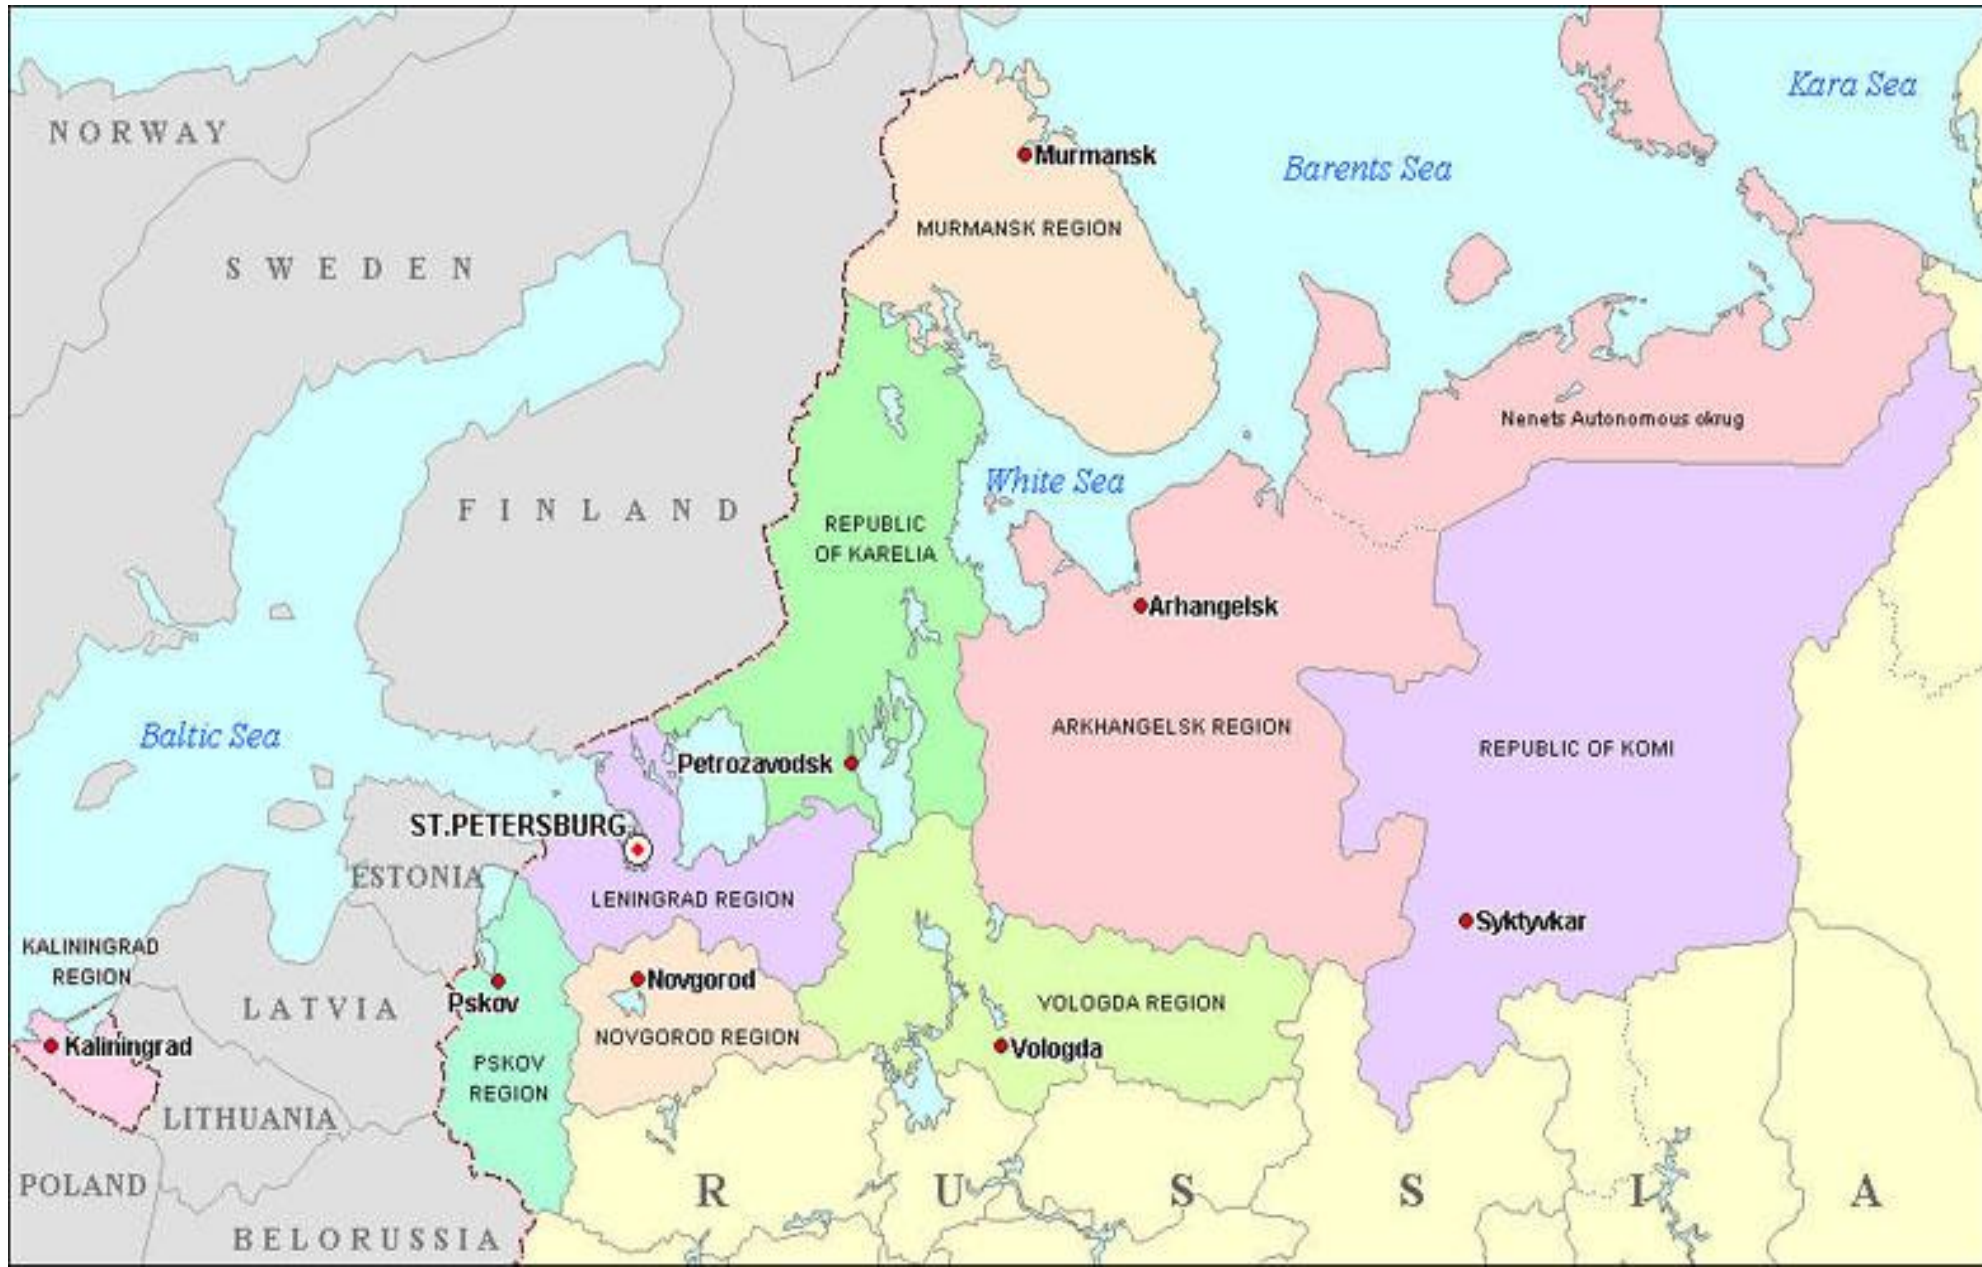 Kara Sea
NORWAY
Murmansk
Barents Sea
MURMANSK REGION
SWEDEN
Nenets Autonomous okrug
White Sea
FINLAND
REPUBLIC
OF KARELIA
Arhangelsk
ARKHANGELSK REGION
Baltic Sea
REPUBLIC OF KOMI
Petrozavodsk
ST.PETERSBURG
ESTONIA
LENINGRAD REGION
Syktyvkar
KALININGRAD
REGION
Novgorod
Pskov
VOLOGDA REGION
LATVIA
NOVGOROD REGION
Kaliningrad
Vologda
PSKOV
REGION
LITHUANIA
POLAND
RUSSIA
BELORUSSIA